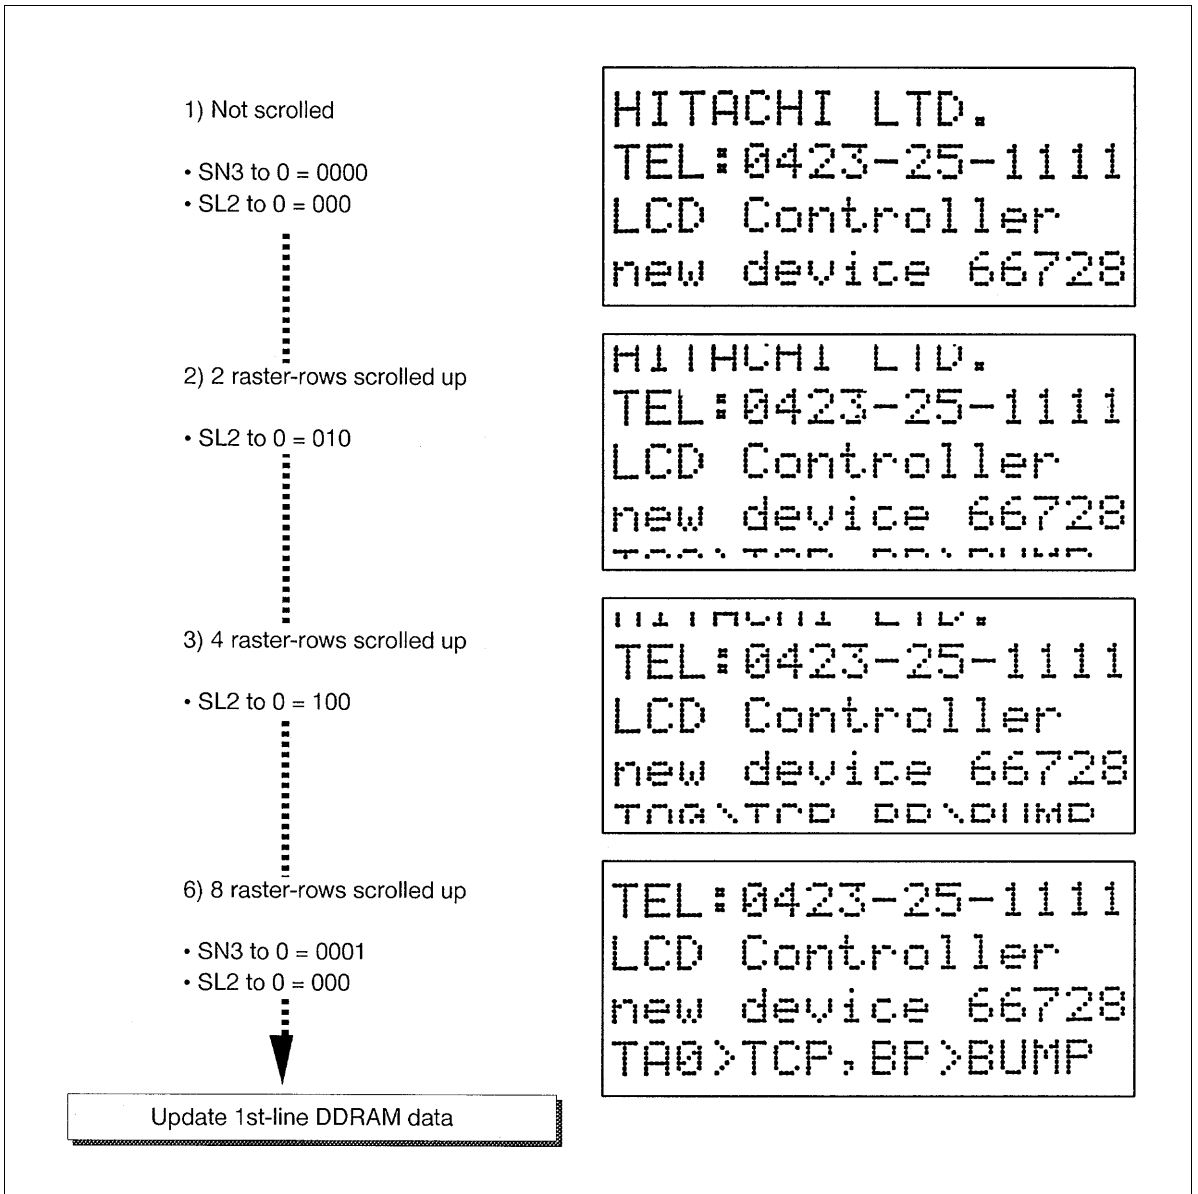 1) Not scrolled
• SN3 to 0 = 0000
• SL2 to 0 = 000
HITACHI LTD.
TEL:0423-25-1111
LCD Controller
new device 66728
2) 2 raster-rows scrolled up
• SL2 to 0 = 010
HITACHI LTD.
TEL:0423-25-1111
LCD Controller
new device 66728
3) 4 raster-rows scrolled up
• SL2 to 0 = 100
TEL:0423-25-1111
LCD Controller
new device 66728
6) 8 raster-rows scrolled up
• SN3 to 0 = 0001
• SL2 to 0 = 000
TEL:0423-25-1111
LCD Controller
new device 66728
TA0>TCP,BP>BUMP
Update 1st-line DDRAM data